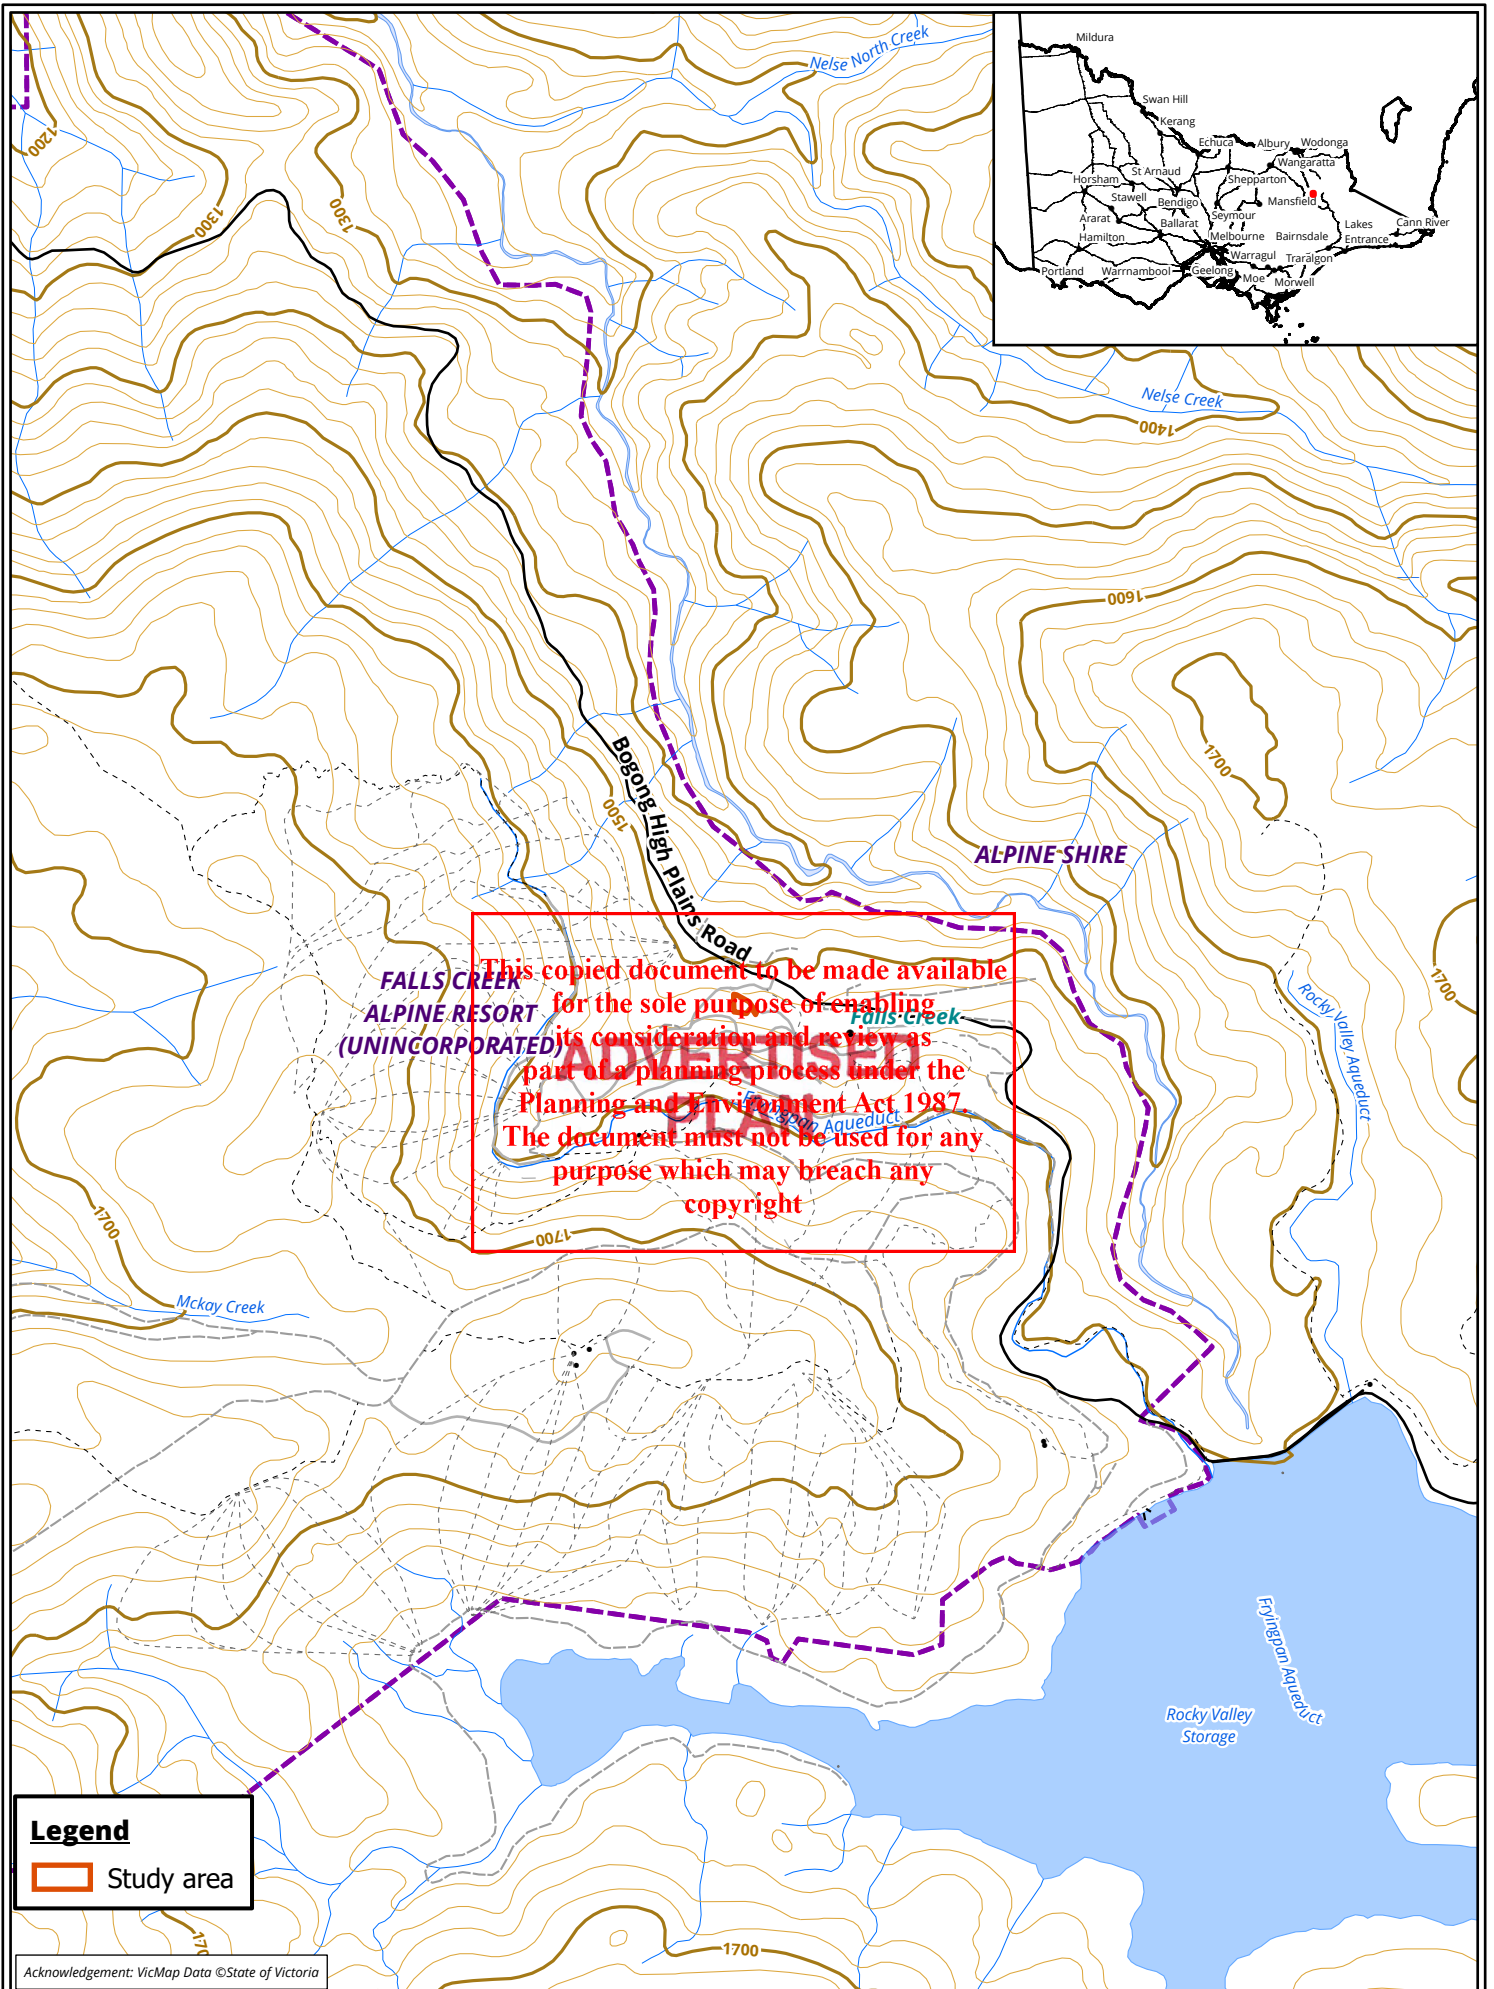 Nelse North Creek
Mildura
Swan Hill
Kerang
Echuca
Albury
Wodonga
Wangaratta
Horsham
St Arnaud
Shepparton
Stawell
Bendigo
Mansfield
Ararat
Seymour
Ballarat
Lakes
Entrance
Cann River
Hamilton
Melbourne
Bairnsdale
Warragul
Traralgon
Portland
Warrnambool
Geelong
Moe
Morwell
1200
1300
1300
Nelse Creek
1400
1600
1700
1500
Bogong High Plains Road
ALPINE SHIRE
FALLS CREEK
ALPINE RESORT
(UNINCORPORATED)
This copied document to be made available
for the sole purpose of enabling
its consideration and review as
part of a planning process under the
Planning and Environment Act 1987.
The document must not be used for any
purpose which may breach any
copyright
ADVERTISED
PLAN
Falls Creek
Fryingpan Aqueduct
Rocky Valley Aqueduct
1700
1700
1700
Mckay Creek
Fryingpan Aqueduct
Rocky Valley
Storage
Legend
Study area
170
1700
Acknowledgement: VicMap Data ©State of Victoria